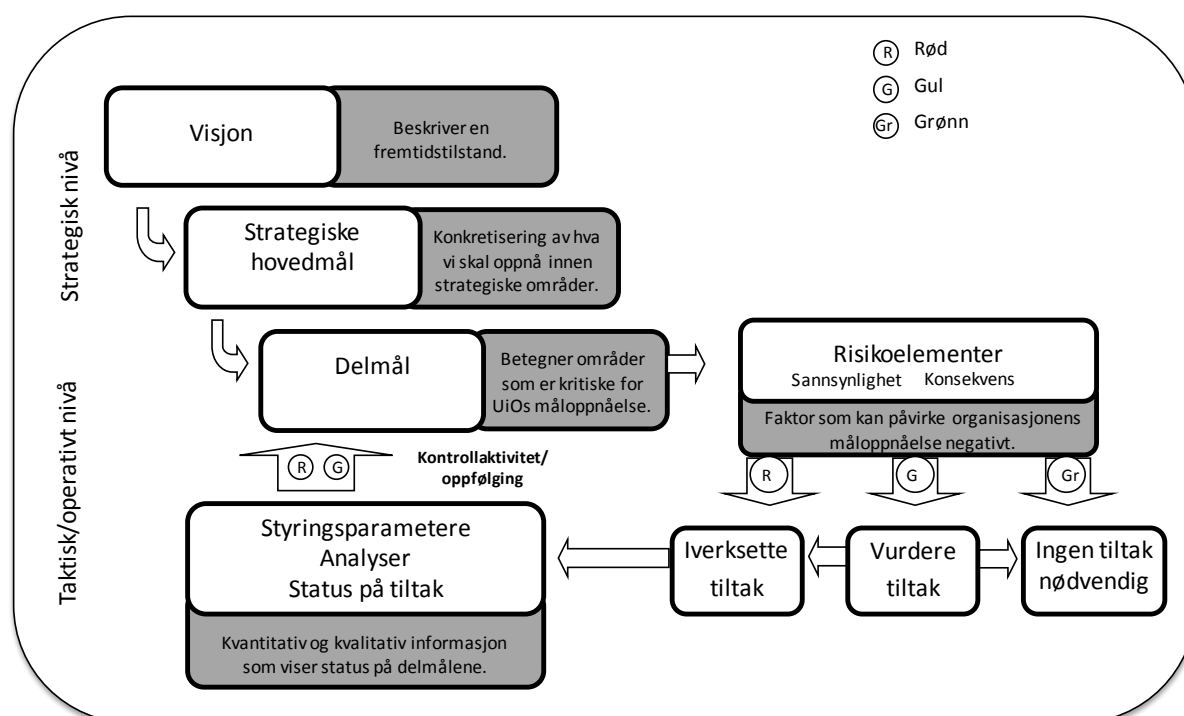 R Rød
G Gul
Gr Grønn
Strategisk nivå
Visjon
Beskriver en
fremtidstilstand.
Strategiske
hovedmål
Konkretisering av hva
vi skal oppnå innen
strategiske områder.
Taktisk/operativt nivå
Delmål
Betegner områder
som er kritiske for
UiOs måloppnåelse.
Risikoelementer
Sannsynlighet Konsekvens
Faktor som kan påvirke organisasjonens
måloppnåelse negativt.
R G
Kontrollaktivitet/
oppfølging
R
G
Gr
Styringsparametere
Analyser
Status på tiltak
Kvantitativ og kvalitativ informasjon
som viser status på delmålene.
Iverksette
tiltak
Vurdere
tiltak
Ingen tiltak
nødvendig